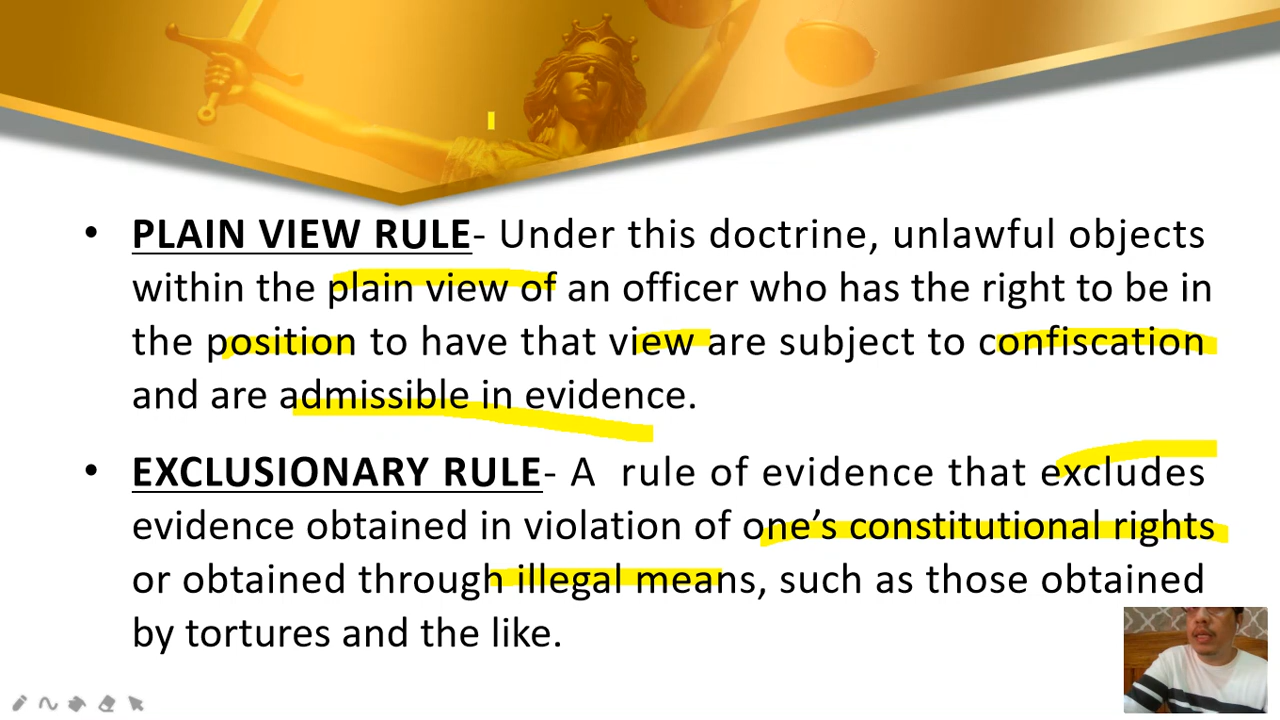 • PLAIN VIEW RULE- Under this doctrine, unlawful objects
within the plain view of an officer who has the right to be in
the position to have that view are subject to confiscation
and are admissible in evidence.
• EXCLUSIONARY RULE- A rule of evidence that excludes
evidence obtained in violation of one’s constitutional rights
or obtained through illegal means, such as those obtained
by tortures and the like.